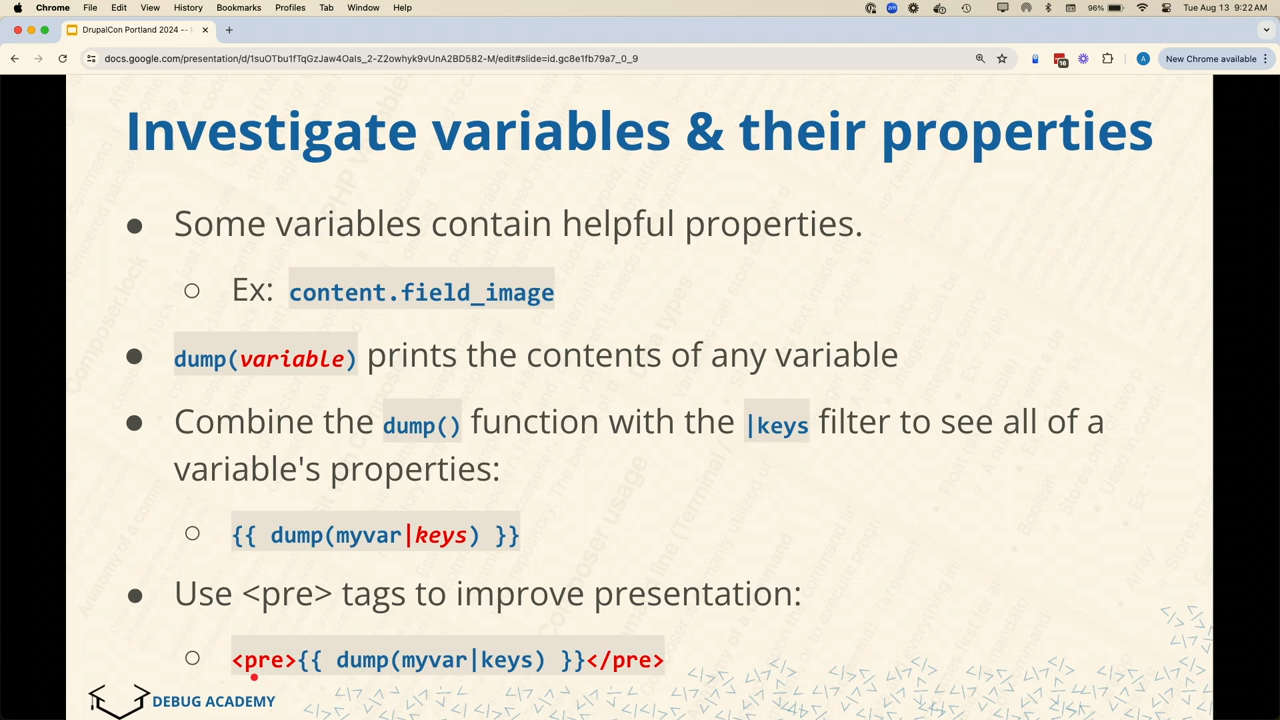 Chrome File Edit View History Bookmarks Profiles Tab Window Help 96% Tue Aug 13 9:22 AM
DrupalCon Portland 2024 --
docs.google.com/presentation/d/1suOTbu1fTqGzJaw4Oals_2-Z2owhyk9vUnA2BD582-M/edit#slide=id.gc8e1fb79a7_0_9 16 A New Chrome available
Investigate variables & their properties
● Some variables contain helpful properties.
○ Ex: content.field_image
● dump(variable) prints the contents of any variable
● Combine the dump() function with the |keys filter to see all of a
variable's properties:
○ {{ dump(myvar|keys) }}
● Use <pre> tags to improve presentation:
○ <pre>{{ dump(myvar|keys) }}</pre>
DEBUG ACADEMY